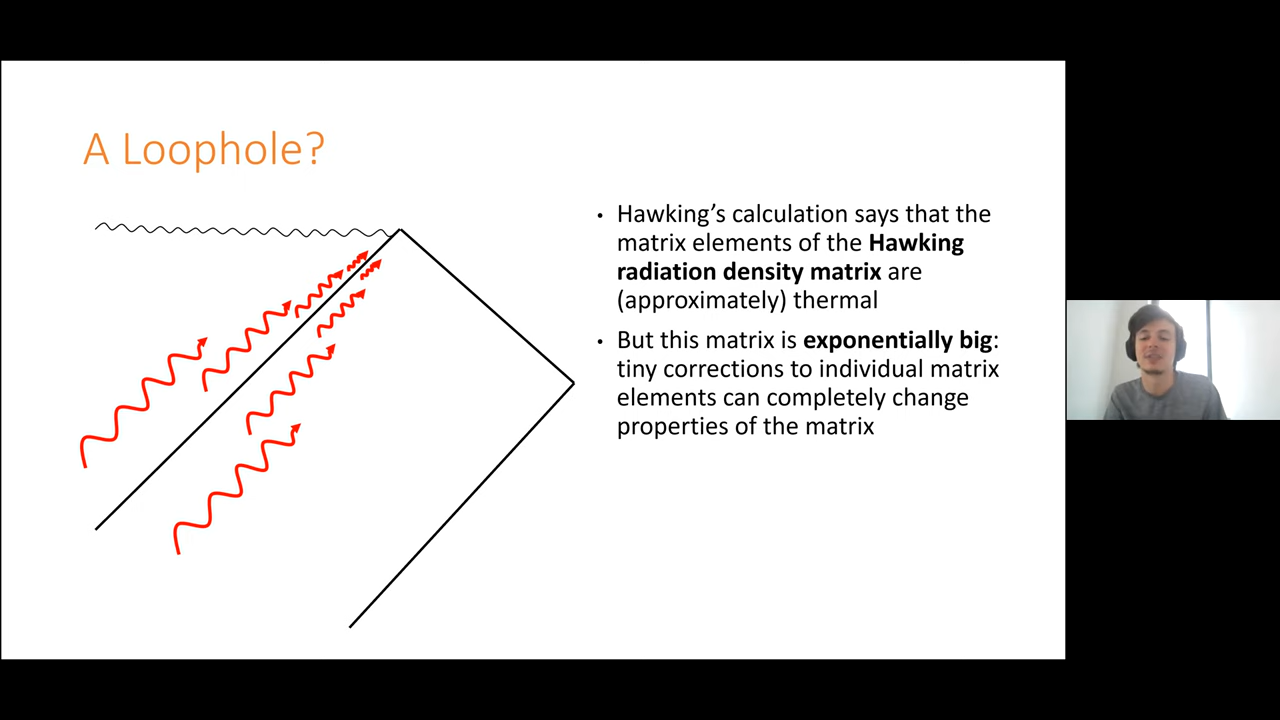 A Loophole?
• Hawking’s calculation says that the
matrix elements of the Hawking
radiation density matrix are
(approximately) thermal
• But this matrix is exponentially big:
tiny corrections to individual matrix
elements can completely change
properties of the matrix